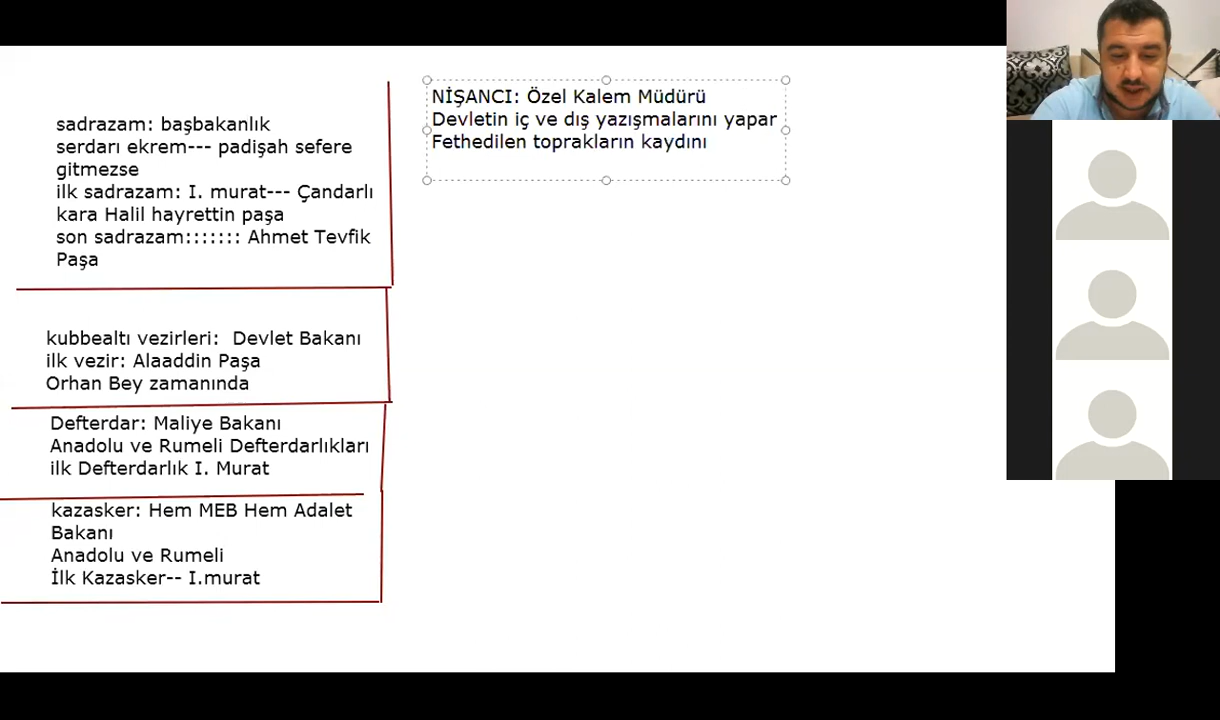 sadrazam: başbakanlık
serdarı ekrem--- padişah sefere
gitmezse
ilk sadrazam: I. murat--- Çandarlı
kara Halil hayrettin paşa
son sadrazam::::::: Ahmet Tevfik
Paşa
kubbealtı vezirleri:  Devlet Bakanı
ilk vezir: Alaaddin Paşa
Orhan Bey zamanında
Defterdar: Maliye Bakanı
Anadolu ve Rumeli Defterdarlıkları
ilk Defterdarlık I. Murat
kazasker: Hem MEB Hem Adalet
Bakanı
Anadolu ve Rumeli
İlk Kazasker-- I.murat
NİŞANCI: Özel Kalem Müdürü
Devletin iç ve dış yazışmalarını yapar
Fethedilen toprakların kaydını